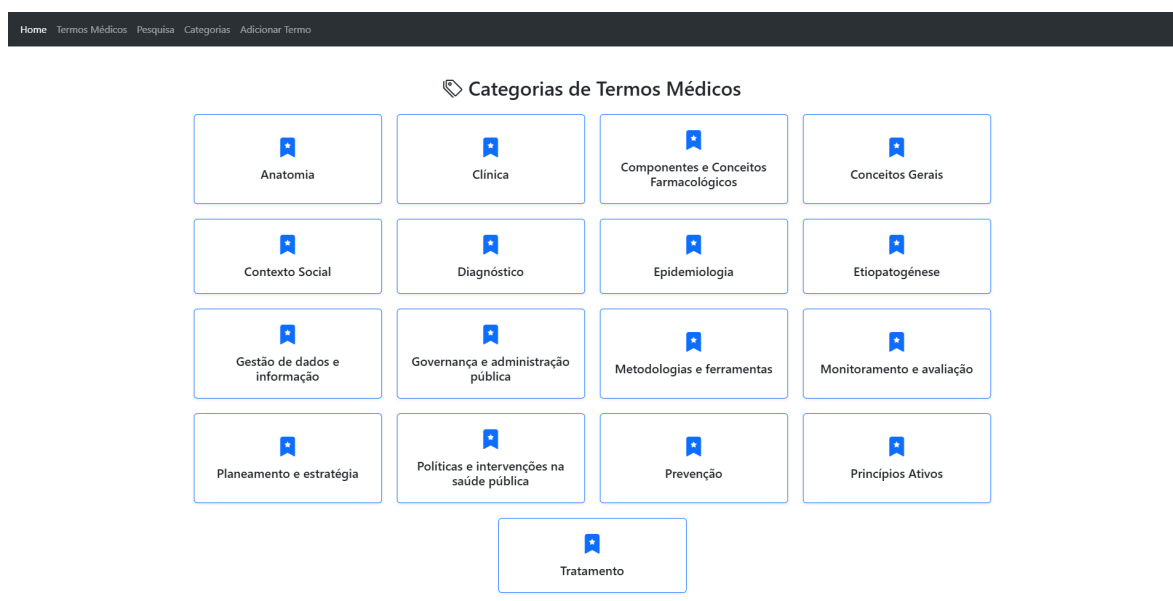 Home Termos Médicos Pesquisa Categorias Adicionar Termo
Categorias de Termos Médicos
Anatomia
Clínica
Componentes e Conceitos
Farmacológicos
Conceitos Gerais
Contexto Social
Diagnóstico
Epidemiologia
Etiopatogénese
Gestão de dados e
informação
Governança e administração
pública
Metodologias e ferramentas
Monitoramento e avaliação
Planeamento e estratégia
Políticas e intervenções na
saúde pública
Prevenção
Princípios Ativos
Tratamento